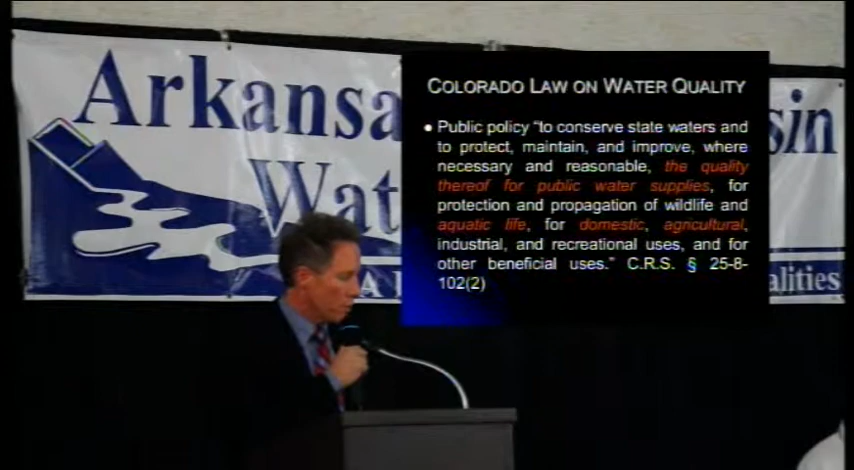 Arkansa
sin
Wat
alities
COLORADO LAW ON WATER QUALITY
• Public policy “to conserve state waters and
to protect, maintain, and improve, where
necessary and reasonable, the quality
thereof for public water supplies, for
protection and propagation of wildlife and
aquatic life, for domestic, agricultural,
industrial, and recreational uses, and for
other beneficial uses.” C.R.S. § 25-8-
102(2)